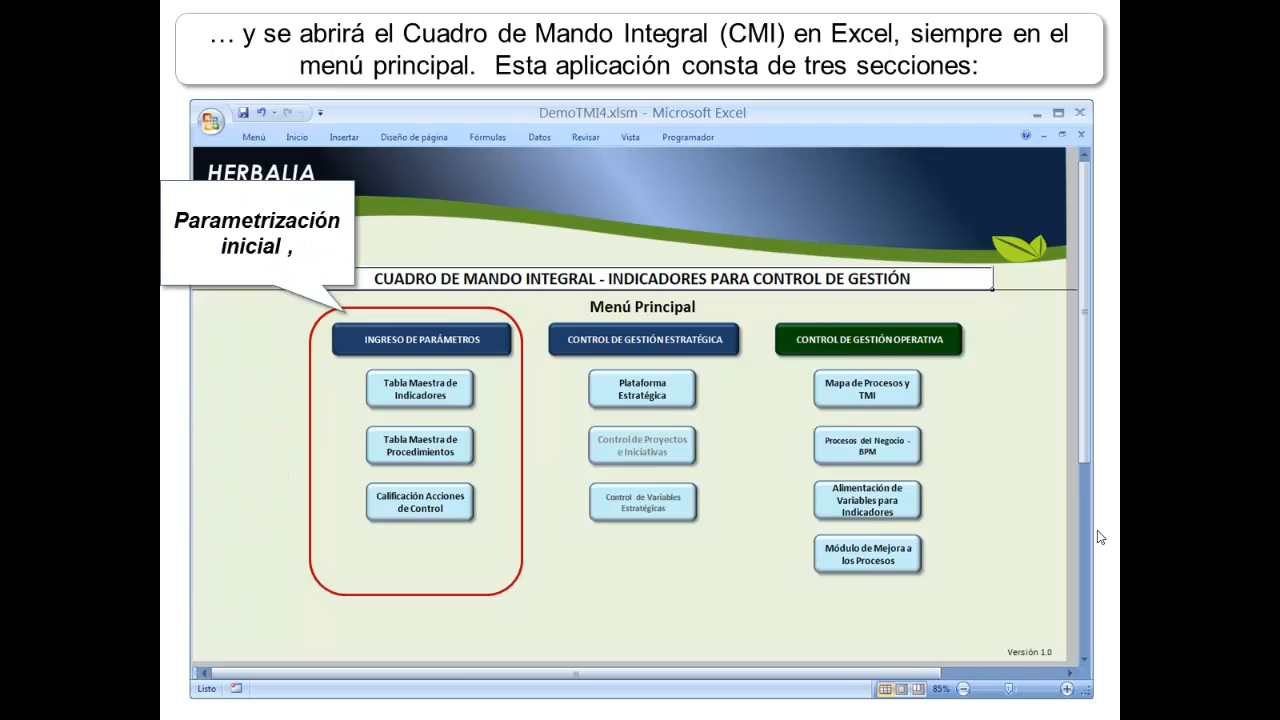 … y se abrirá el Cuadro de Mando Integral (CMI) en Excel, siempre en el
menú principal. Esta aplicación consta de tres secciones:
DemoTMI4.xlsm - Microsoft Excel
Menú Inicio Insertar Diseño de página Fórmulas Datos Revisar Vista Programador
HERBALIA
Parametrización
inicial ,
CUADRO DE MANDO INTEGRAL - INDICADORES PARA CONTROL DE GESTIÓN
Menú Principal
INGRESO DE PARÁMETROS
Tabla Maestra de
Indicadores
Tabla Maestra de
Procedimientos
Calificación Acciones
de Control
CONTROL DE GESTIÓN ESTRATÉGICA
Plataforma
Estratégica
Control de Proyectos
e Iniciativas
Control de Variables
Estratégicas
CONTROL DE GESTIÓN OPERATIVA
Mapa de Procesos y
TMI
Procesos del Negocio -
BPM
Alimentación de
Variables para
Indicadores
Módulo de Mejora a
los Procesos
Versión 1.0
Listo
85%